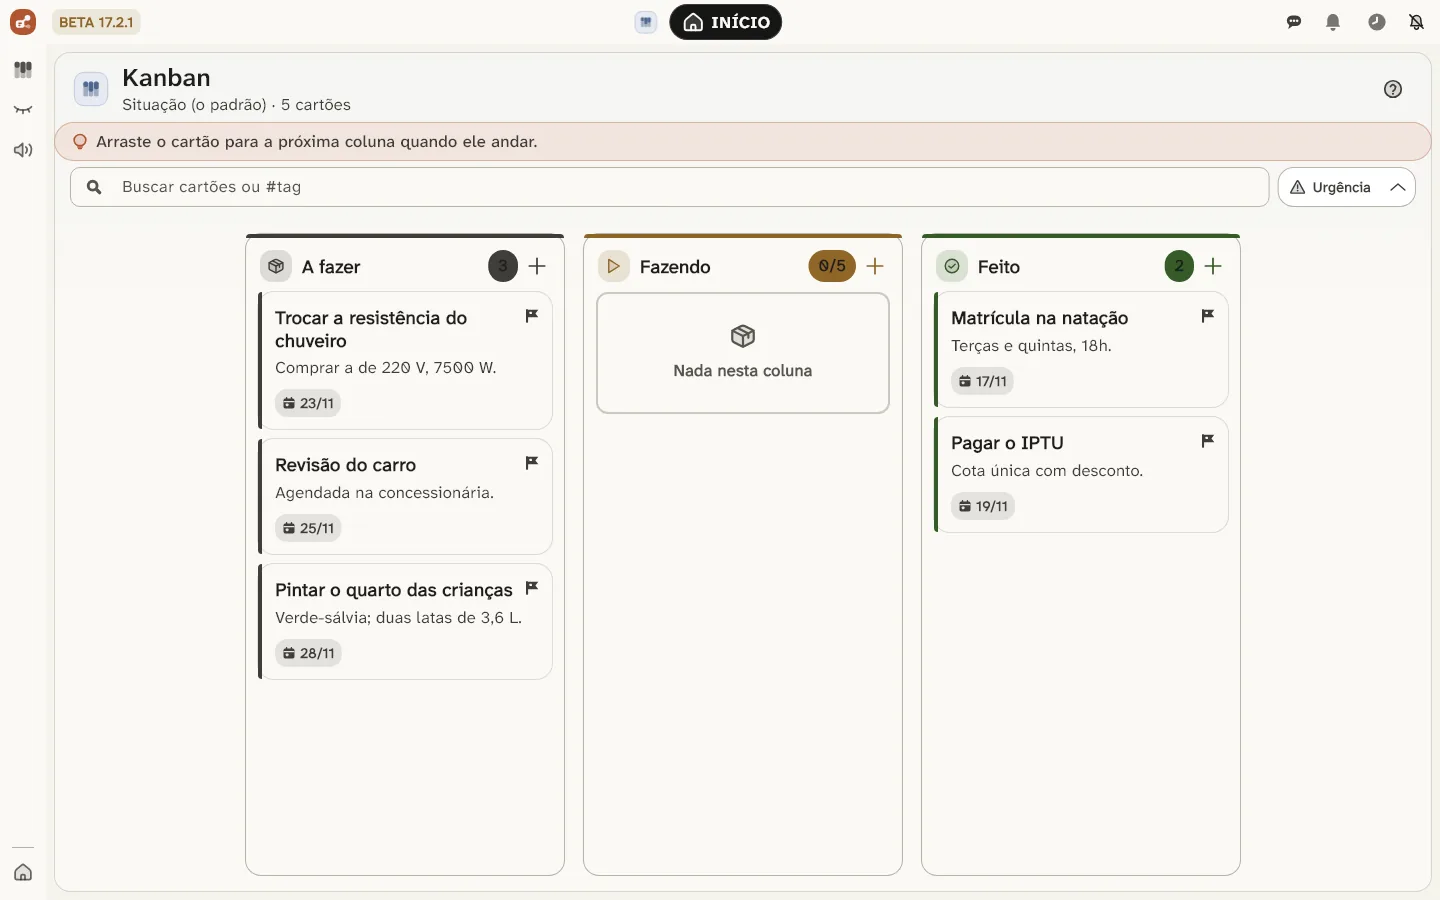 BETA 17.2.1
INÍCIO
Kanban
Situação (o padrão) · 5 cartões
Arraste o cartão para a próxima coluna quando ele andar.
Buscar cartões ou #tag
Urgência
A fazer
3
Trocar a resistência do
chuveiro
Comprar a de 220 V, 7500 W.
23/11
Revisão do carro
Agendada na concessionária.
25/11
Pintar o quarto das crianças
Verde-sálvia; duas latas de 3,6 L.
28/11
Fazendo
0/5
Nada nesta coluna
Feito
2
Matrícula na natação
Terças e quintas, 18h.
17/11
Pagar o IPTU
Cota única com desconto.
19/11